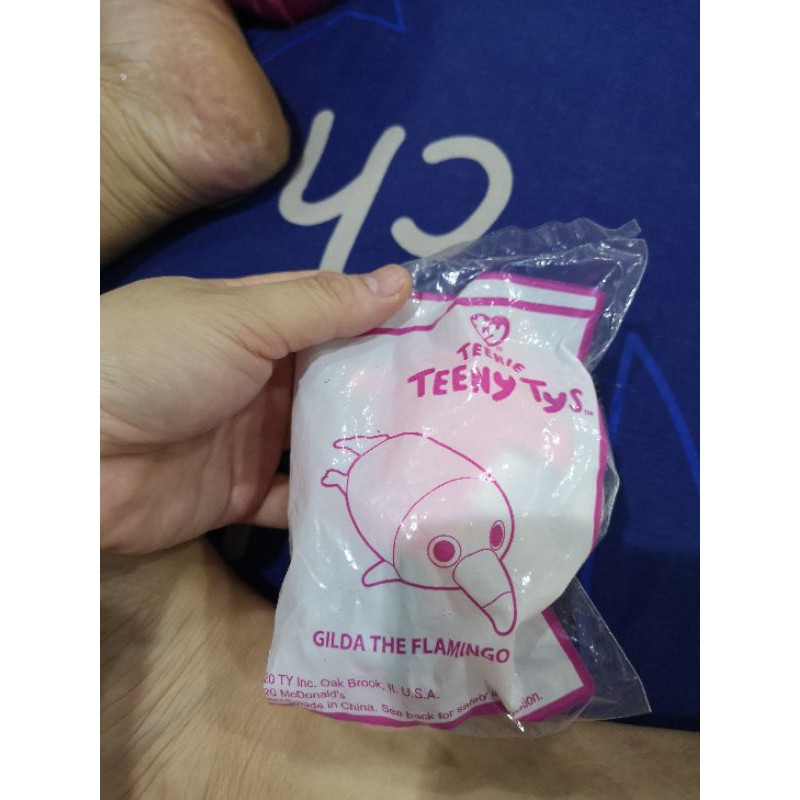 Ty
TEENIE
TEENY TYS™
GILDA THE FLAMINGO
20 TY Inc. Oak Brook, IL U.S.A.
20 McDonald's
made in China. See back for safety